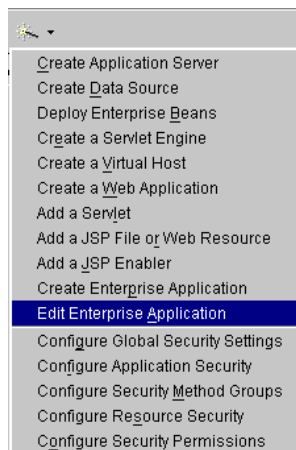 Create Application Server
Create Data Source
Deploy Enterprise Beans
Create a Servlet Engine
Create a Virtual Host
Create a Web Application
Add a Servlet
Add a JSP File or Web Resource
Add a JSP Enabler
Create Enterprise Application
Edit Enterprise Application
Configure Global Security Settings
Configure Application Security
Configure Security Method Groups
Configure Resource Security
Configure Security Permissions